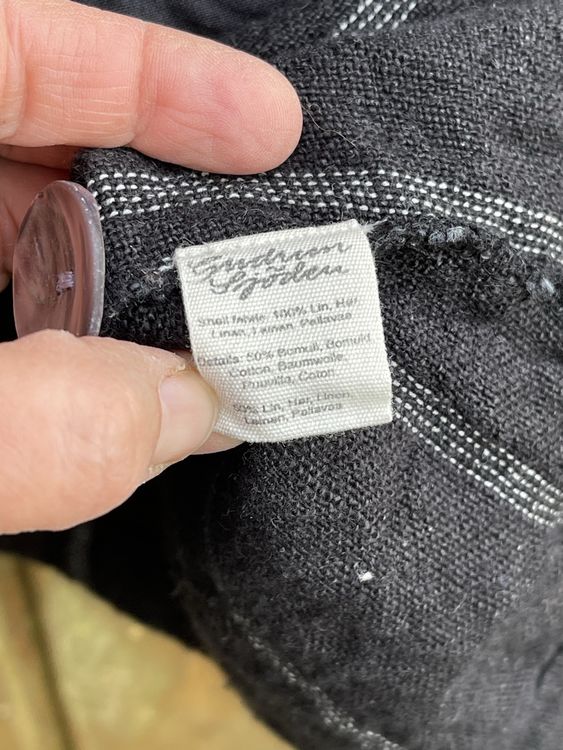 Gudrun
Sjödén
Shell fabric: 100% Lin, Hør,
Linen, Leinen, Pellavaa
Details: 50% Bomull, Bomuld,
Cotton, Baumwolle,
Puuvilla, Coton
50% Lin, Hør, Linen,
Leinen, Pellavaa